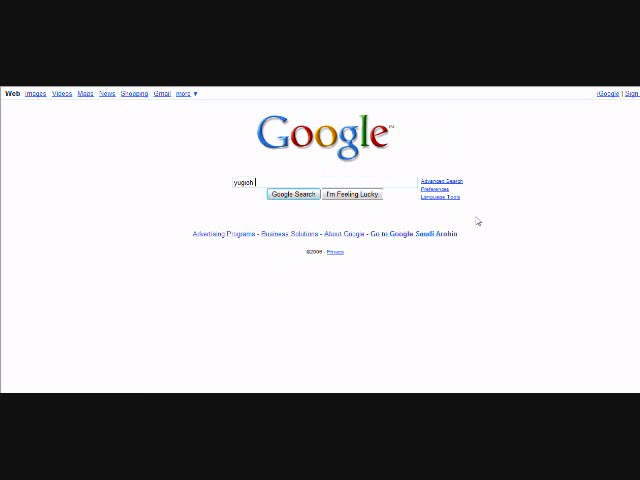 Web Images Videos Maps News Shopping Gmail more ▼ iGoogle | Sign
Google™
yugioh
Advanced Search
Preferences
Language Tools
Google Search I'm Feeling Lucky
Advertising Programs - Business Solutions - About Google - Go to Google Saudi Arabia
©2009 - Privacy